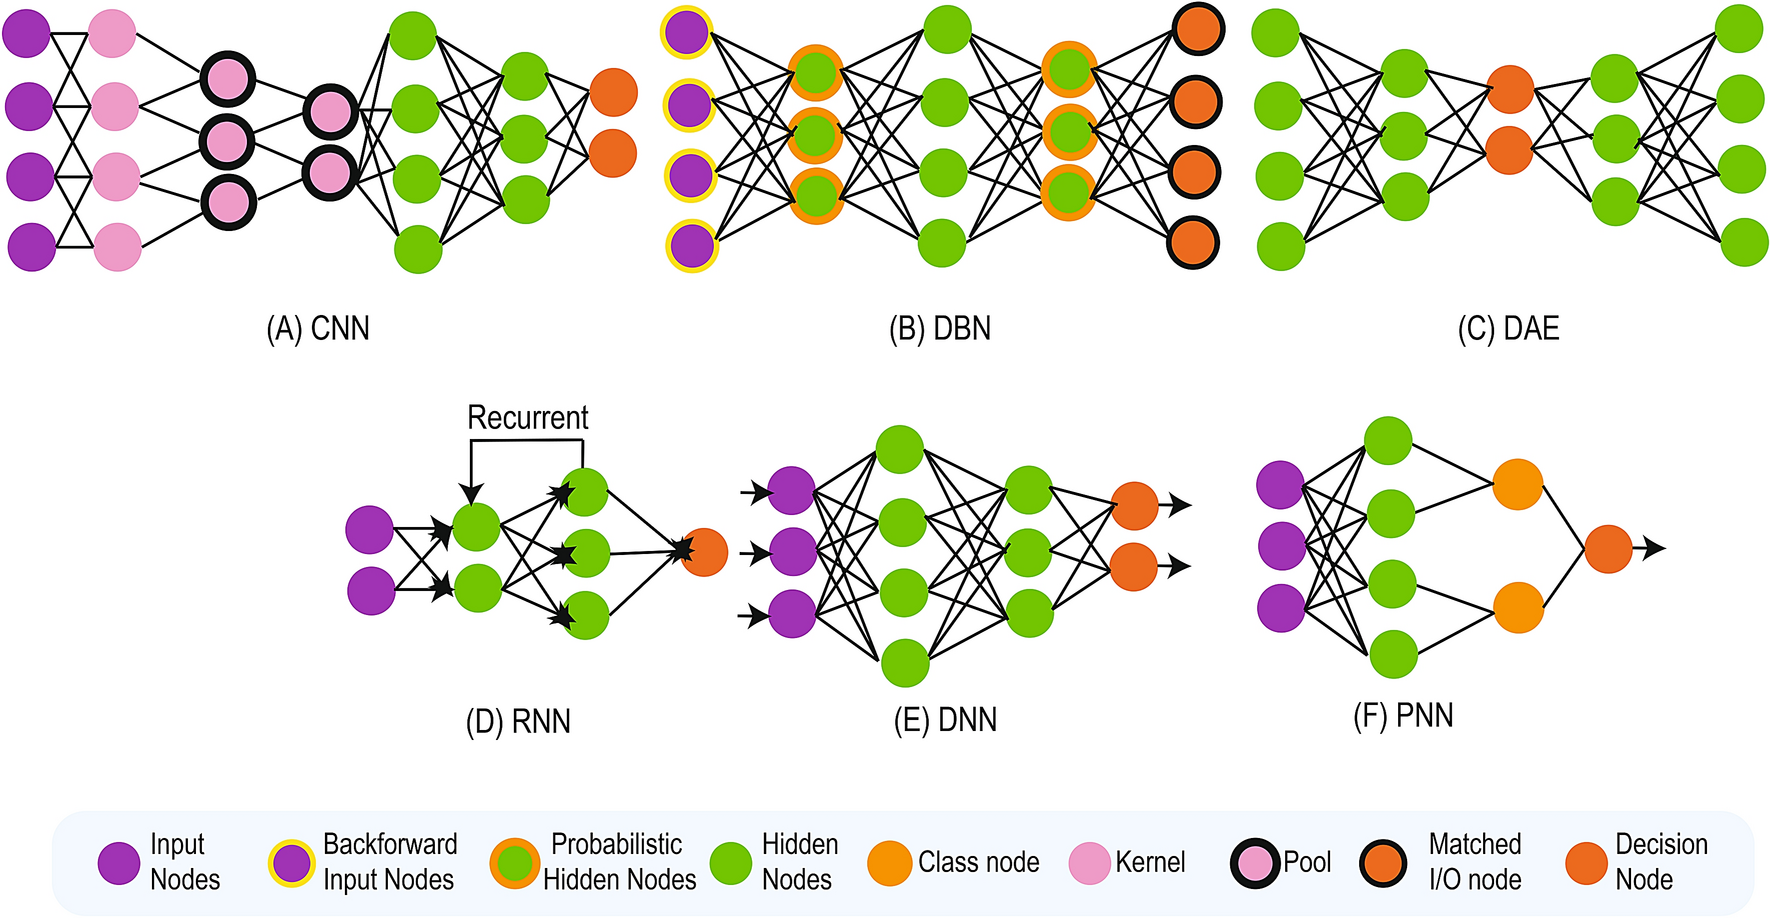 (A) CNN
(B) DBN
(C) DAE
Recurrent
(D) RNN
(E) DNN
(F) PNN
Input
Nodes
Backforward
Input Nodes
Probabilistic
Hidden Nodes
Hidden
Nodes
Class node
Kernel
Pool
Matched
I/O node
Decision
Node